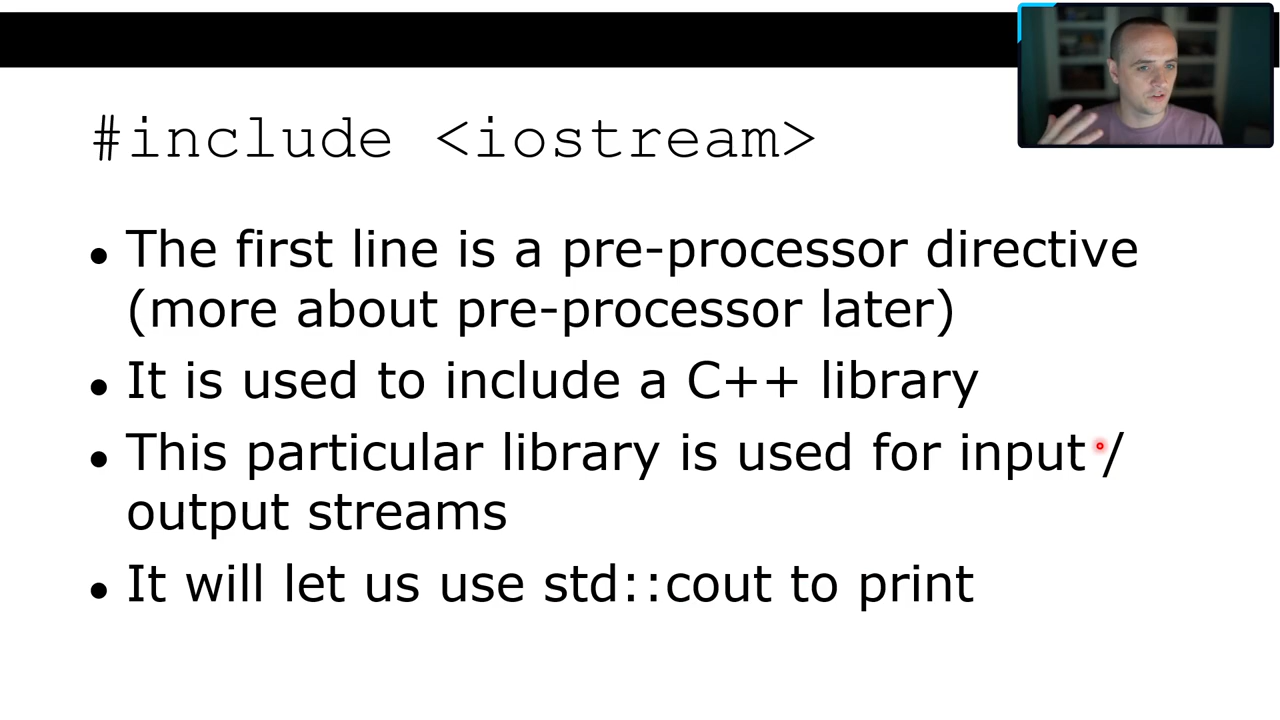 #include <iostream>
• The first line is a pre-processor directive
(more about pre-processor later)
• It is used to include a C++ library
• This particular library is used for input /
output streams
• It will let us use std::cout to print